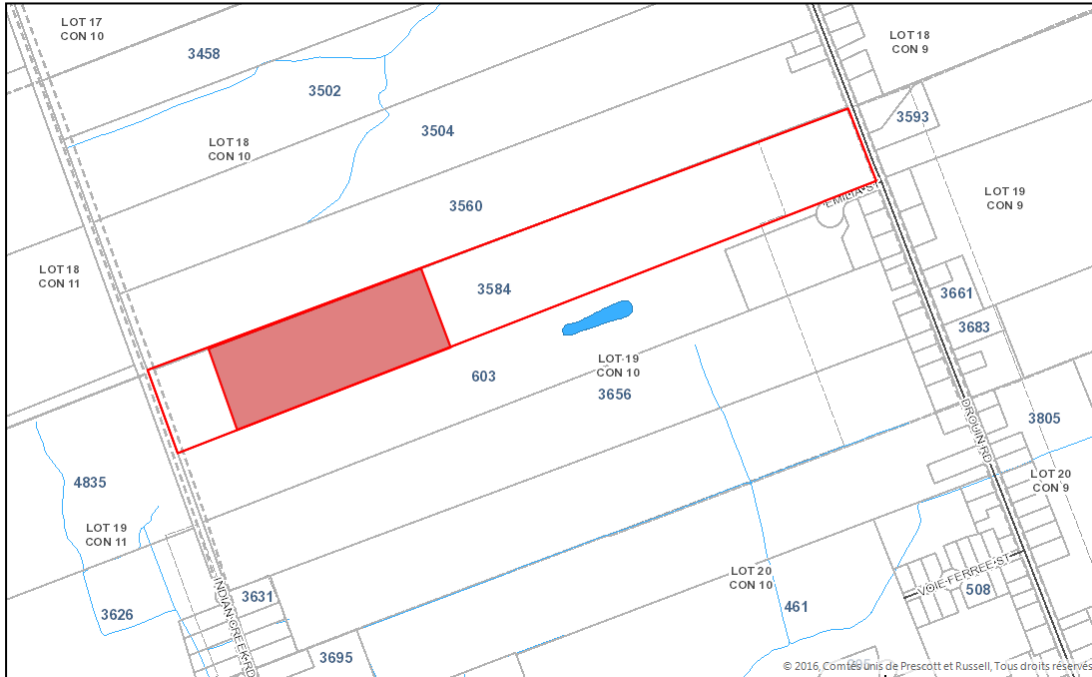 LOT 17
CON 10
3458
LOT 18
CON 9
3502
3593
3504
LOT 18
CON 10
LOT 19
CON 9
EMILIA ST
3560
LOT 18
CON 11
3584
3661
3683
LOT 19
CON 10
603
3656
DROUIN RD
3805
4835
LOT 20
CON 9
LOT 19
CON 11
LOT 20
CON 10
VOIE FERREE ST
508
INDIAN CREEK RD
3631
3626
461
3695
© 2016, Comtés unis de Prescott et Russell, Tous droits réservés